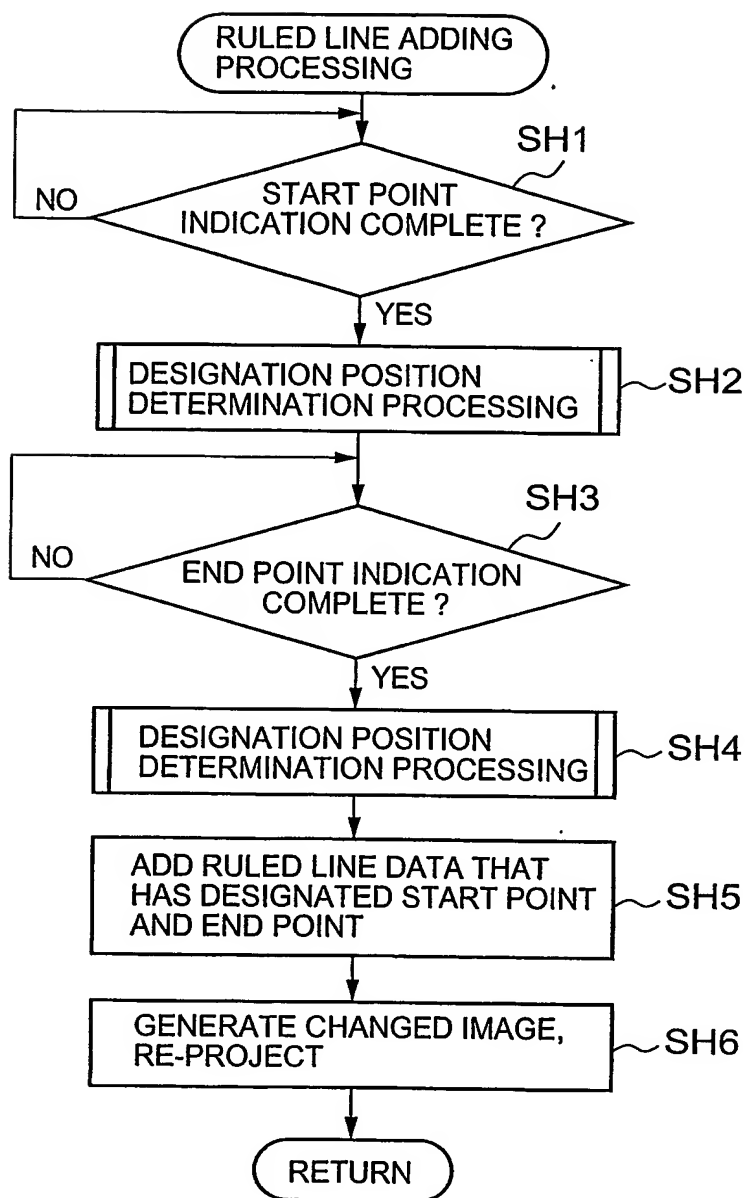 RULED LINE ADDING
PROCESSING
SH1
NO
START POINT
INDICATION COMPLETE ?
YES
DESIGNATION POSITION
DETERMINATION PROCESSING
SH2
SH3
NO
END POINT INDICATION
COMPLETE ?
YES
DESIGNATION POSITION
DETERMINATION PROCESSING
SH4
ADD RULED LINE DATA THAT
HAS DESIGNATED START POINT
AND END POINT
SH5
GENERATE CHANGED IMAGE,
RE-PROJECT
SH6
RETURN